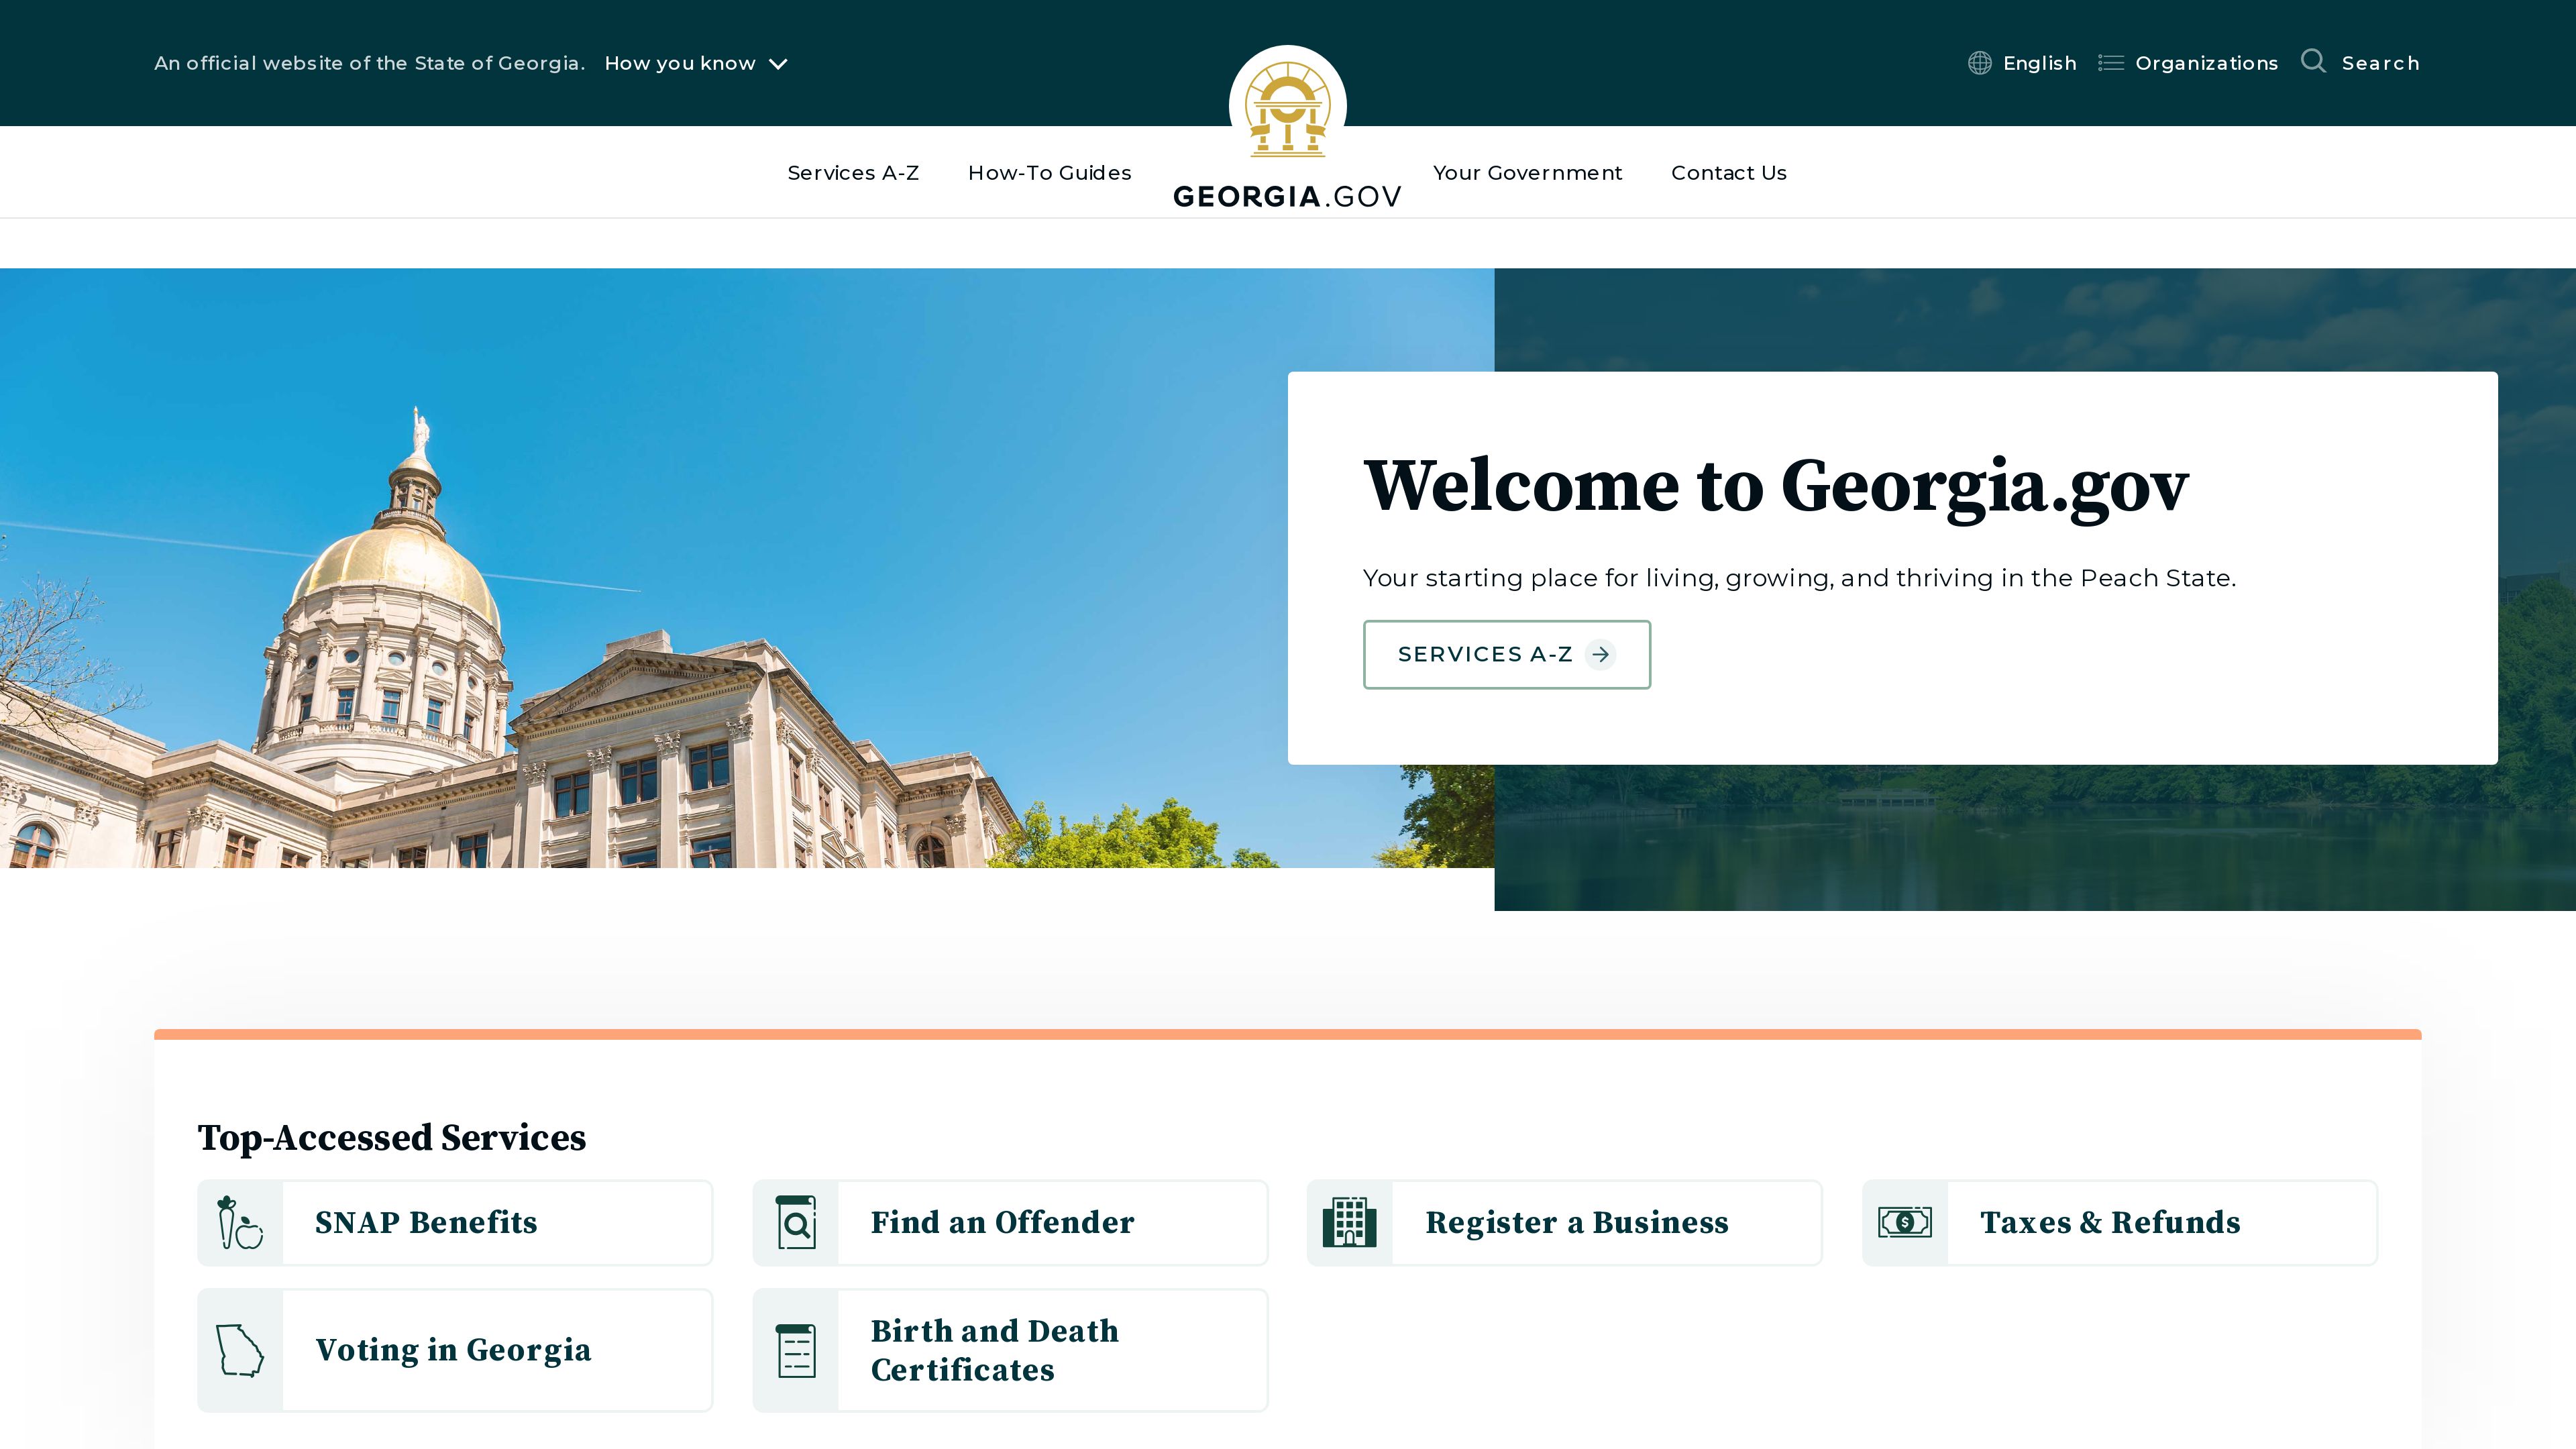 An official website of the State of Georgia. How you know
English Organizations Search
Services A-Z How-To Guides Your Government Contact Us
GEORGIA.GOV
Welcome to Georgia.gov
Your starting place for living, growing, and thriving in the Peach State.
SERVICES A-Z
Top-Accessed Services
SNAP Benefits
Find an Offender
Register a Business
Taxes & Refunds
Voting in Georgia
Birth and Death
Certificates